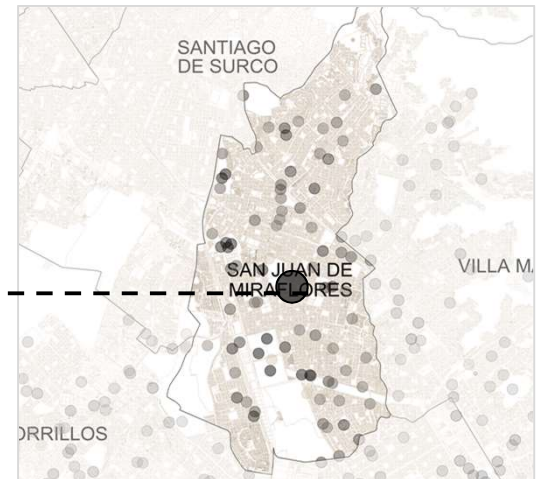 SANTIAGO
DE SURCO
SAN JUAN DE
MIRAFLORES
VILLA M.
ORRILLOS